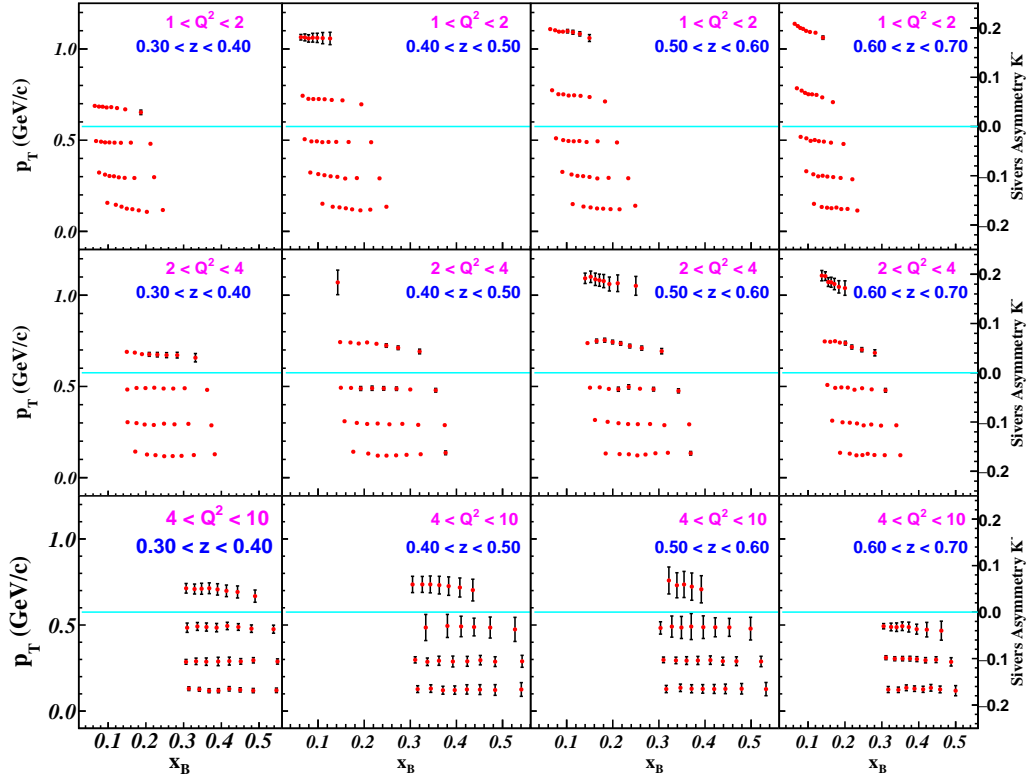 1 < Q² < 2
0.30 < z < 0.40
1 < Q² < 2
0.40 < z < 0.50
1 < Q² < 2
0.50 < z < 0.60
1 < Q² < 2
0.60 < z < 0.70
1.0
0.5
0.0
p_T (GeV/c)
0.2
0.1
0.0
−0.1
−0.2
Sivers Asymmetry K⁻
2 < Q² < 4
0.30 < z < 0.40
2 < Q² < 4
0.40 < z < 0.50
2 < Q² < 4
0.50 < z < 0.60
2 < Q² < 4
0.60 < z < 0.70
1.0
0.5
0.0
p_T (GeV/c)
0.2
0.1
0.0
−0.1
−0.2
Sivers Asymmetry K⁻
4 < Q² < 10
0.30 < z < 0.40
4 < Q² < 10
0.40 < z < 0.50
4 < Q² < 10
0.50 < z < 0.60
4 < Q² < 10
0.60 < z < 0.70
1.0
0.5
0.0
p_T (GeV/c)
0.2
0.1
0.0
−0.1
−0.2
Sivers Asymmetry K⁻
0.1 0.2 0.3 0.4 0.5
0.1 0.2 0.3 0.4 0.5
0.1 0.2 0.3 0.4 0.5
0.1 0.2 0.3 0.4 0.5
x_B
x_B
x_B
x_B